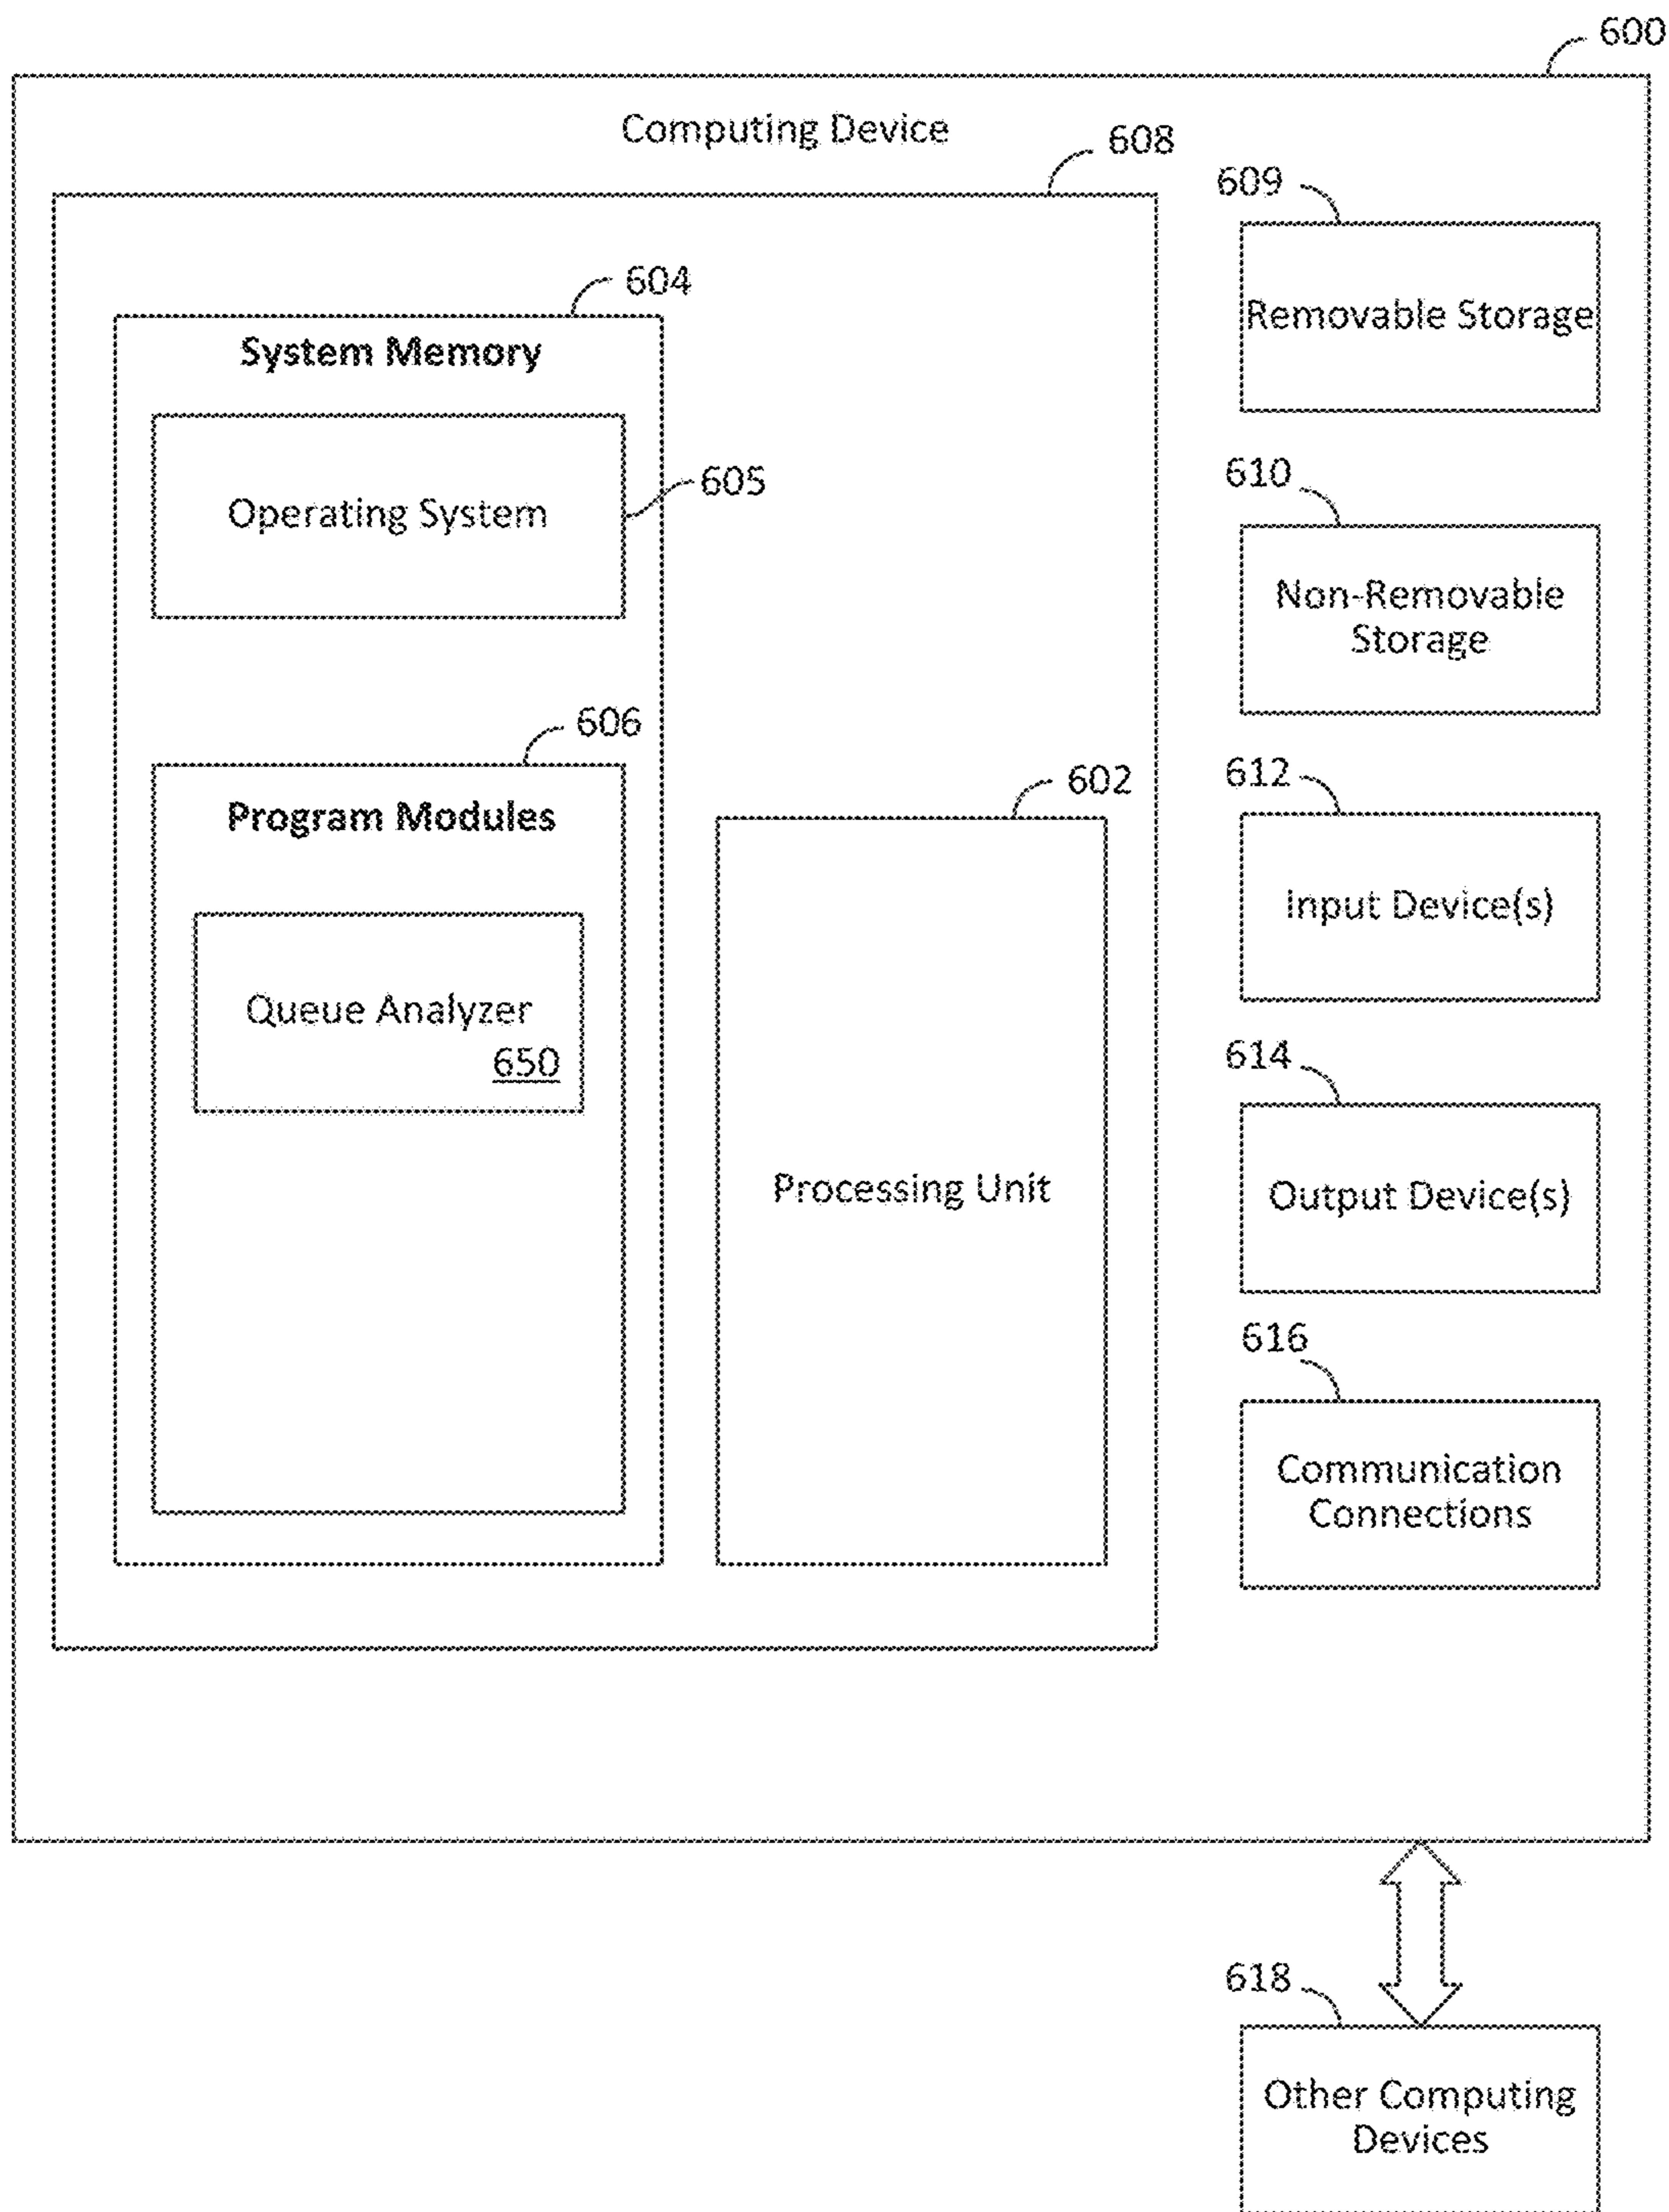 600
Computing Device
608
609
Removable Storage
604
System Memory
Operating System
605
610
Non-Removable
Storage
606
Program Modules
Queue Analyzer
650
602
Processing Unit
612
Input Device(s)
614
Output Device(s)
616
Communication
Connections
618
Other Computing
Devices